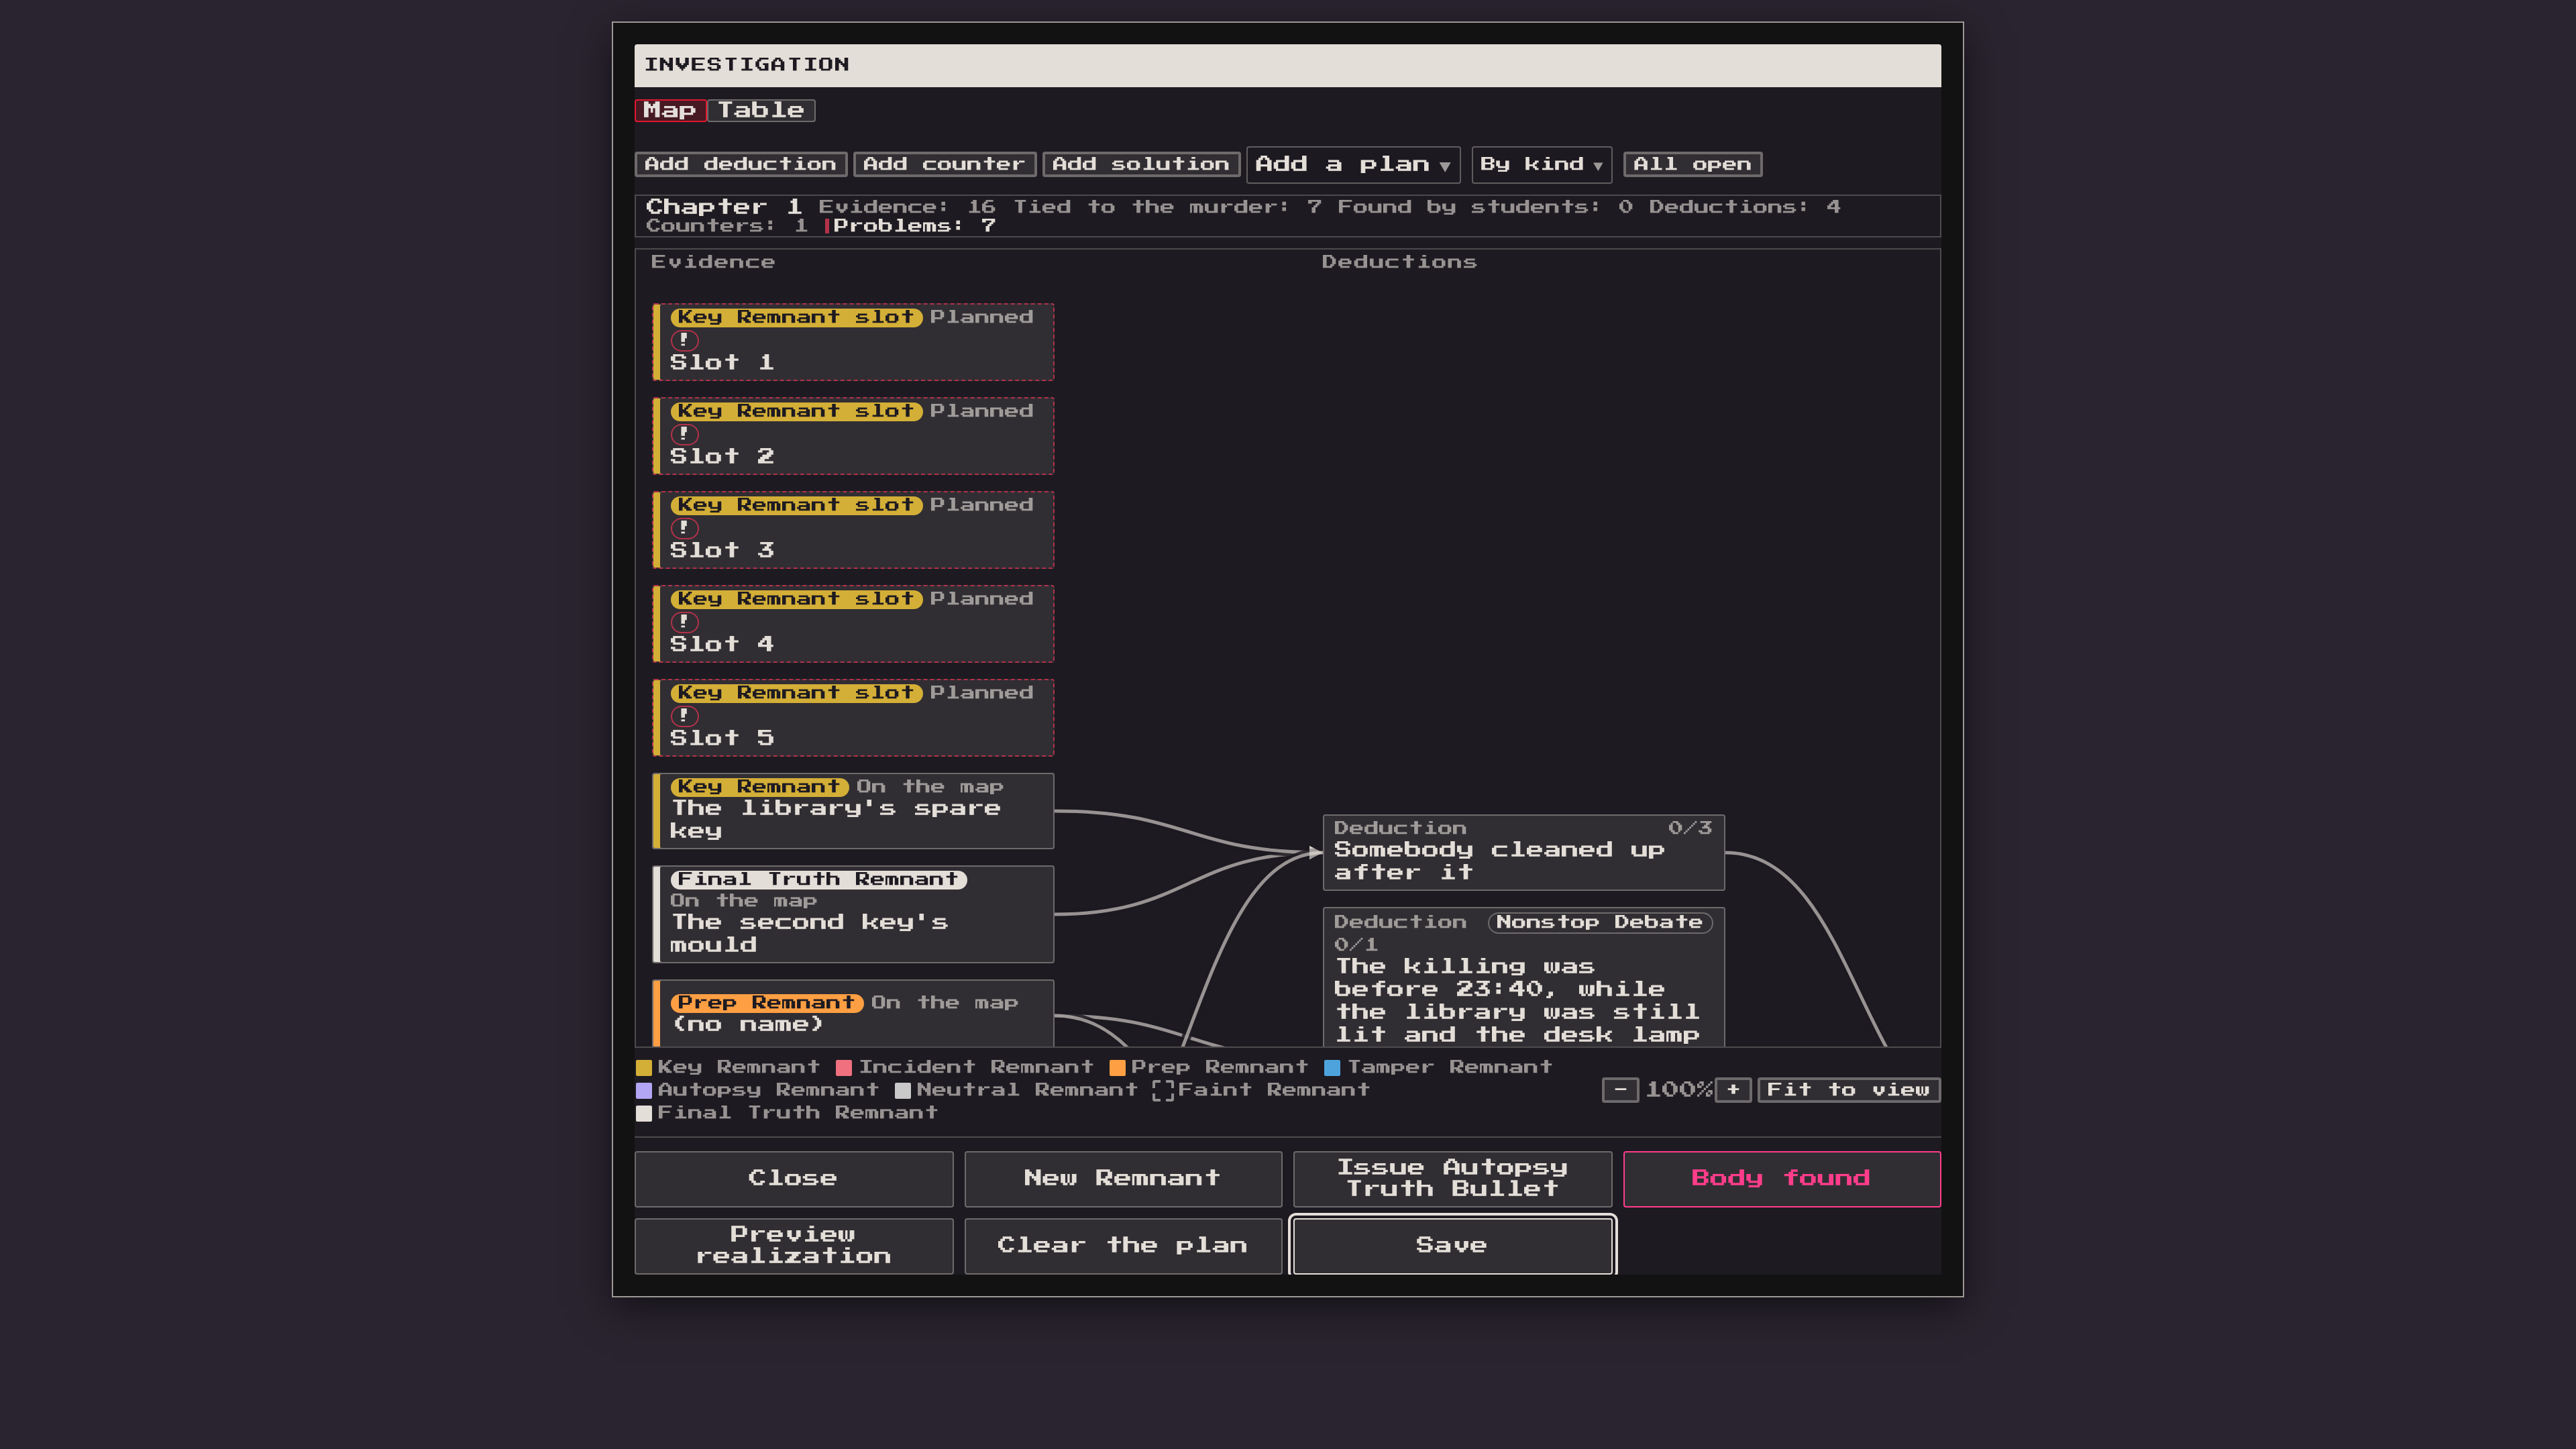 INVESTIGATION
Map Table
Add deduction Add counter Add solution Add a plan ▼ By kind ▼ All open
Chapter 1 Evidence: 16 Tied to the murder: 7 Found by students: 0 Deductions: 4
Counters: 1 Problems: 7
Evidence Deductions
Key Remnant slot Planned
!
Slot 1
Key Remnant slot Planned
!
Slot 2
Key Remnant slot Planned
!
Slot 3
Key Remnant slot Planned
!
Slot 4
Key Remnant slot Planned
!
Slot 5
Key Remnant On the map
The library's spare
key
Final Truth Remnant
On the map
The second key's
mould
Prep Remnant On the map
(no name)
Deduction 0/3
Somebody cleaned up
after it
Deduction Nonstop Debate
0/1
The killing was
before 23:40, while
the library was still
lit and the desk lamp
Key Remnant Incident Remnant Prep Remnant Tamper Remnant
Autopsy Remnant Neutral Remnant Faint Remnant
Final Truth Remnant
- 100% + Fit to view
Close New Remnant Issue Autopsy
Truth Bullet Body found
Preview
realization Clear the plan Save